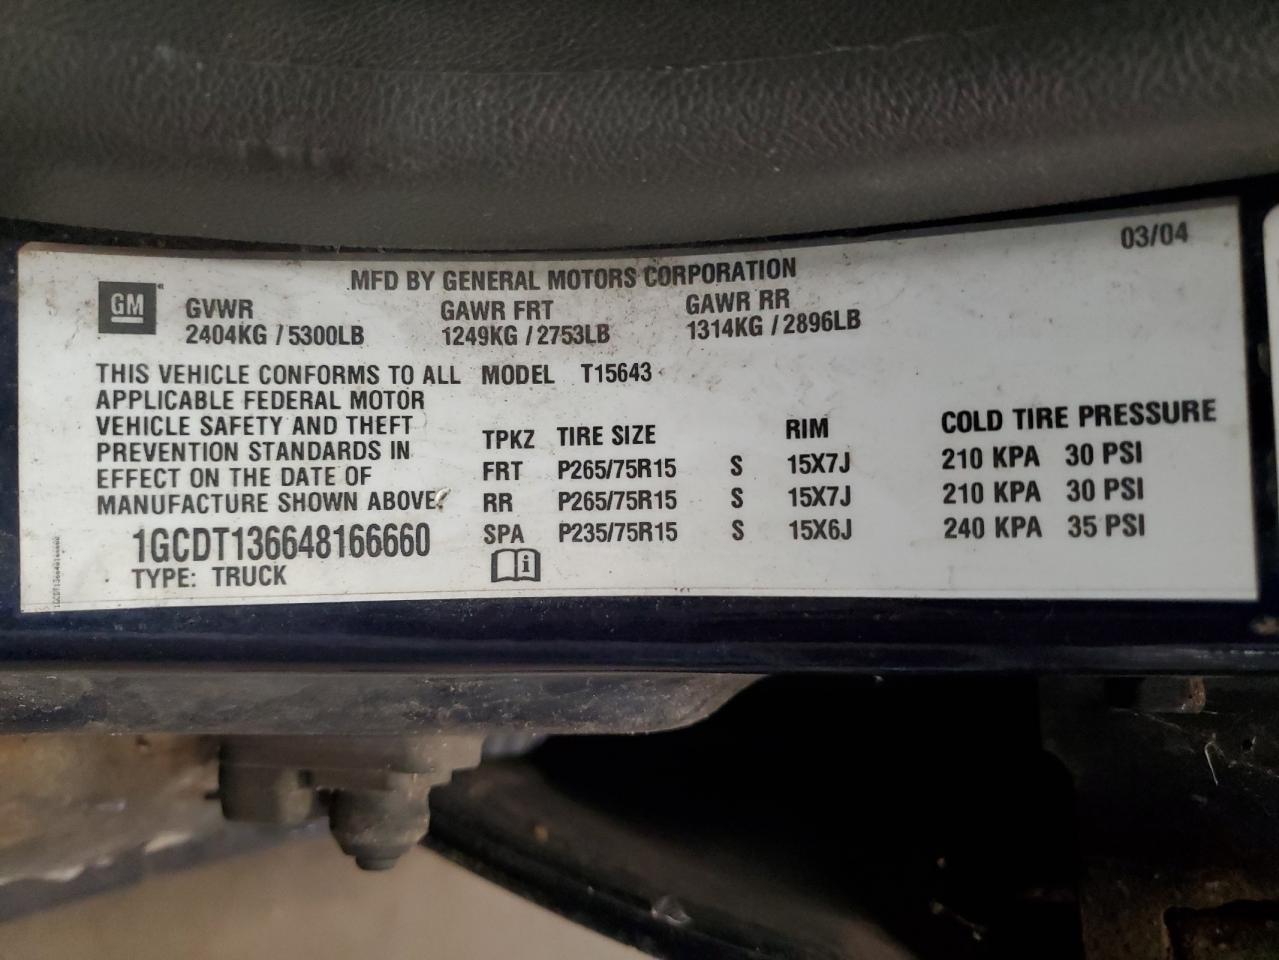 03/04
MFD BY GENERAL MOTORS CORPORATION
GM
GVWR GAWR FRT GAWR RR
2404KG / 5300LB 1249KG / 2753LB 1314KG / 2896LB
THIS VEHICLE CONFORMS TO ALL MODEL T15643
APPLICABLE FEDERAL MOTOR
VEHICLE SAFETY AND THEFT
PREVENTION STANDARDS IN
EFFECT ON THE DATE OF
MANUFACTURE SHOWN ABOVE.
TPKZ TIRE SIZE RIM COLD TIRE PRESSURE
FRT P265/75R15 S 15X7J 210 KPA 30 PSI
RR P265/75R15 S 15X7J 210 KPA 30 PSI
SPA P235/75R15 S 15X6J 240 KPA 35 PSI
1GCDT136648166660
TYPE: TRUCK
i
1GCDT136648166660